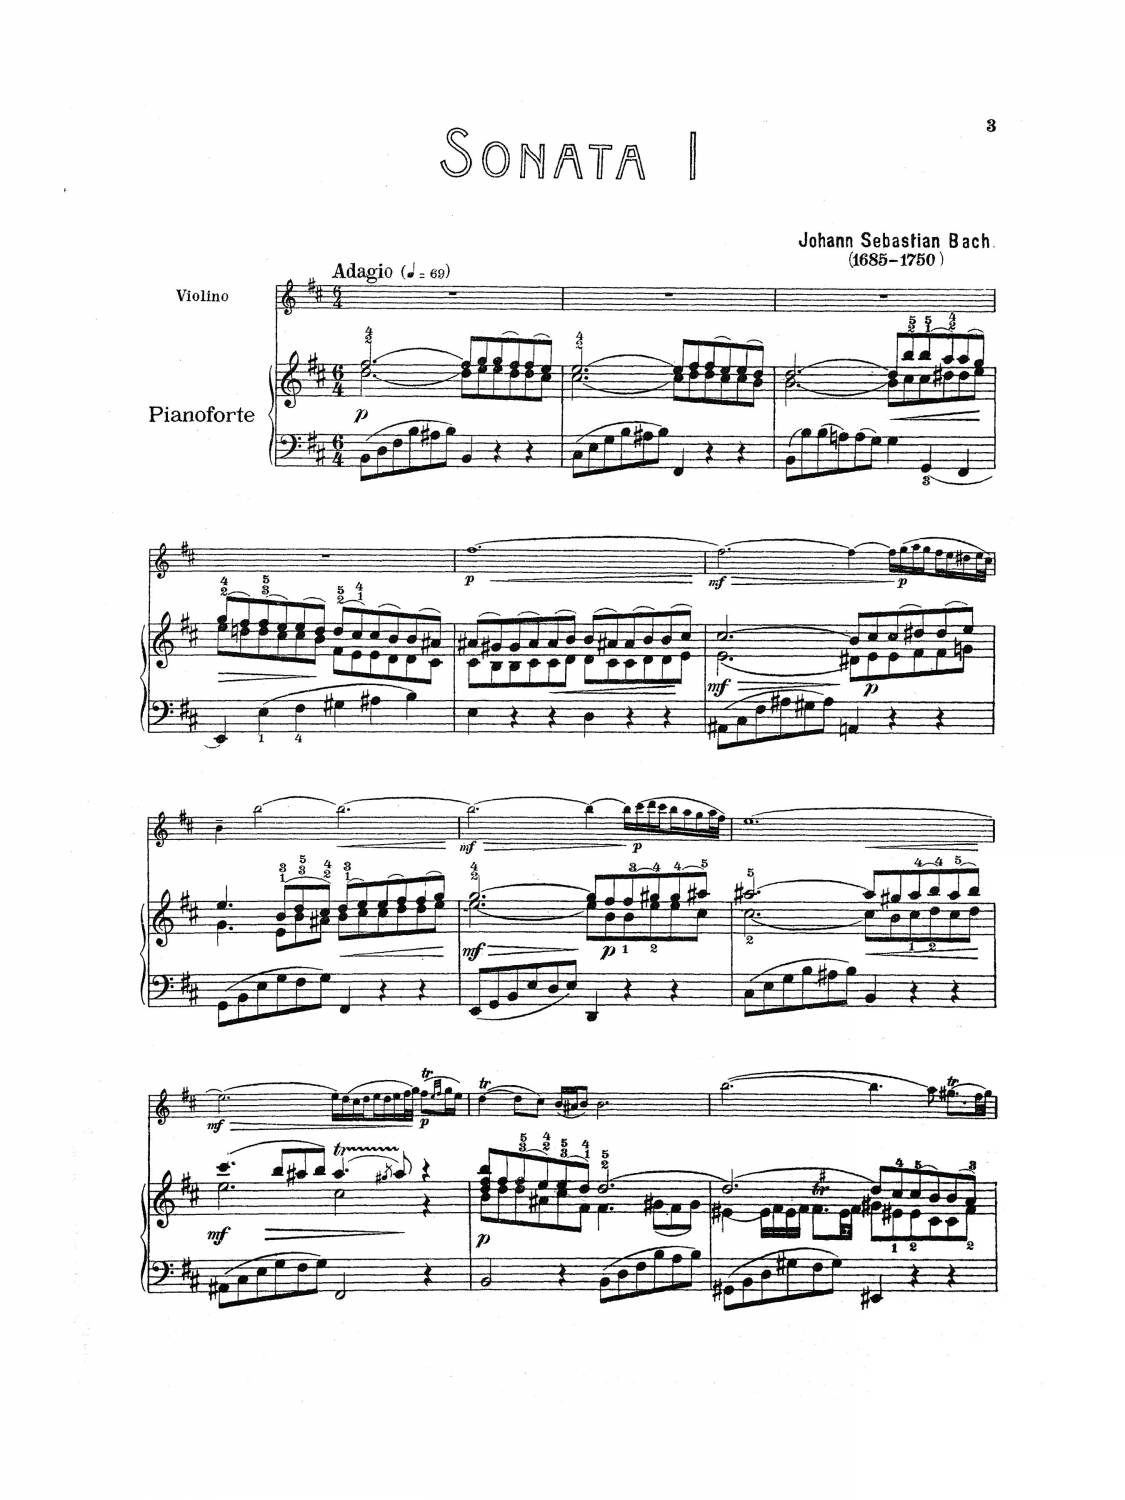 3
SONATA I
Johann Sebastian Bach.
(1685-1750)
Adagio (♩ = 69)
Violino
Pianoforte
p
p
mf
p
mf
p
mf
p
mf
p
mf
tr
p
tr
tr
mf
tr
p
tr